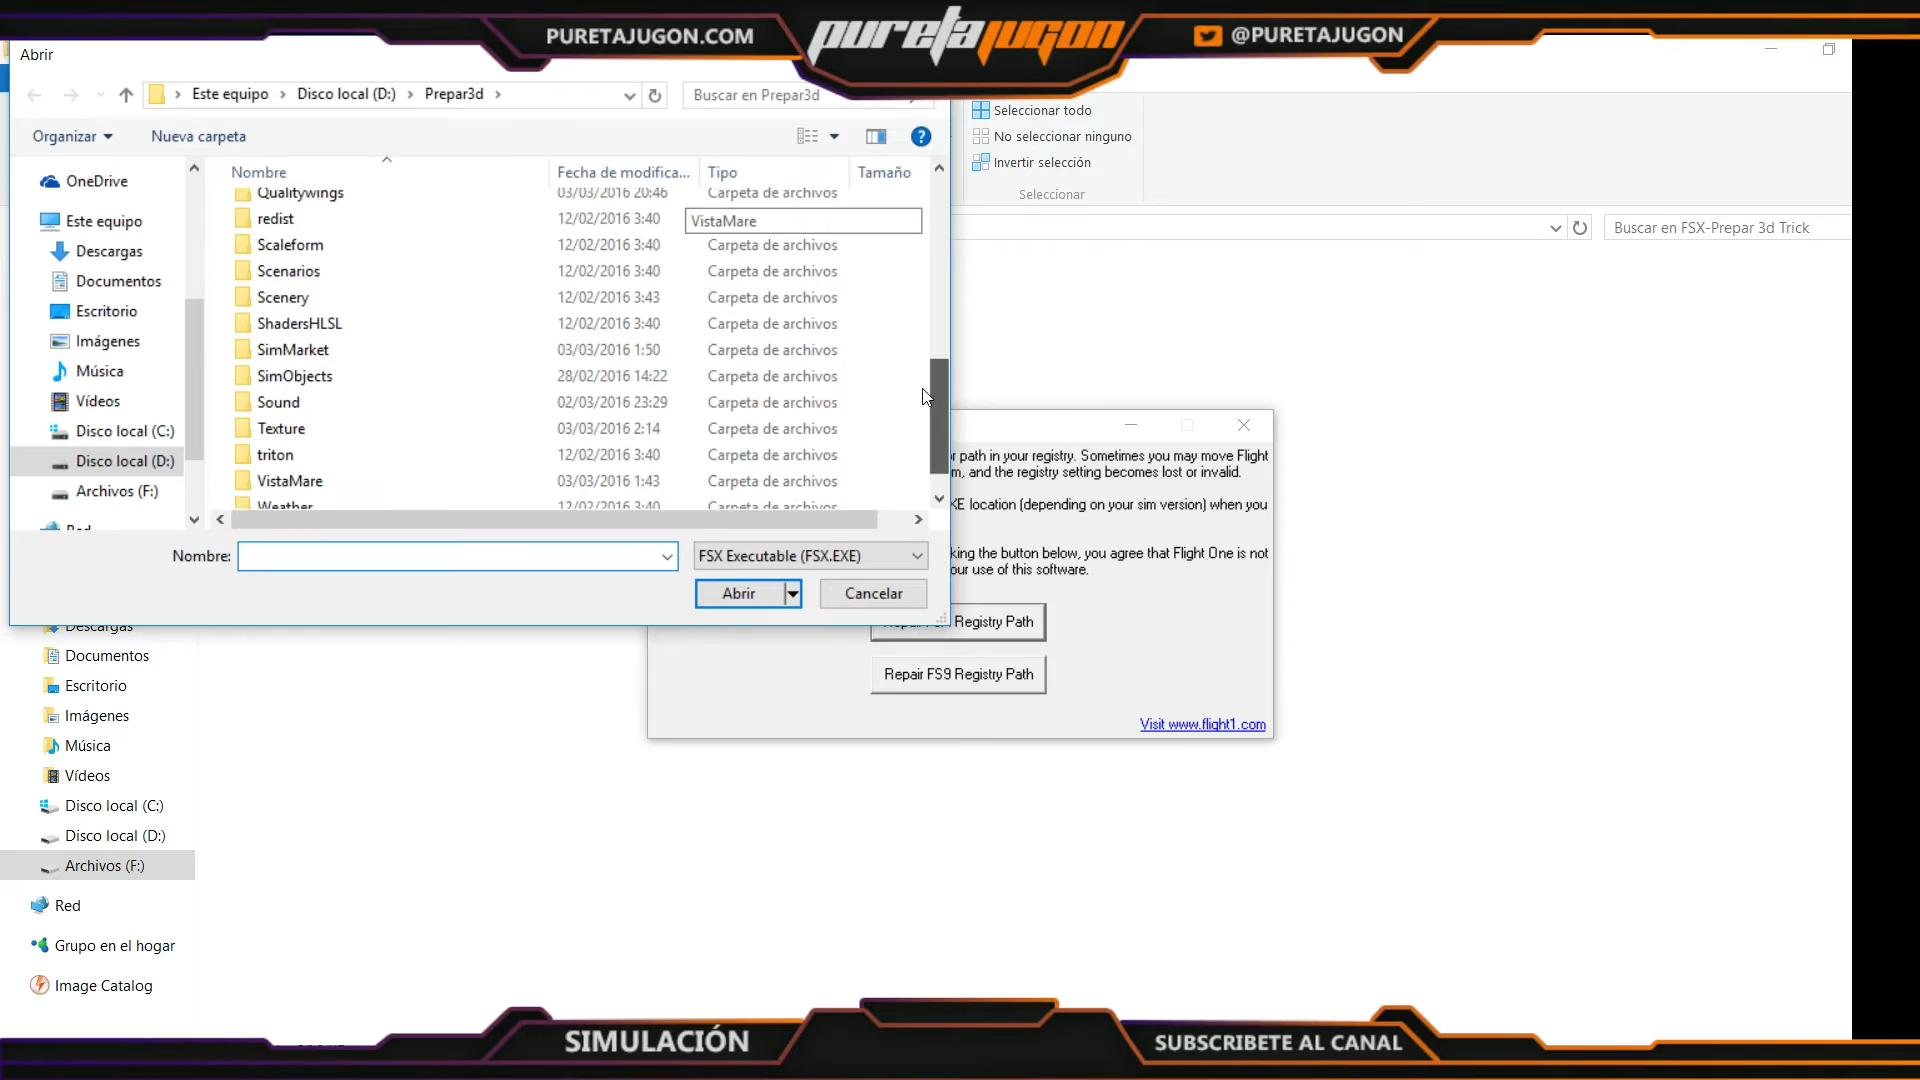 PURETAJUGON.COM
puretajugon
@PURETAJUGON
Abrir
Este equipo > Disco local (D:) > Prepar3d >
Buscar en Prepar3d
Organizar
Nueva carpeta
Seleccionar todo
No seleccionar ninguno
Invertir selección
Seleccionar
Buscar en FSX-Prepar 3d Trick
OneDrive
Este equipo
Descargas
Documentos
Escritorio
Imágenes
Música
Vídeos
Disco local (C:)
Disco local (D:)
Archivos (F:)
Red
Nombre Fecha de modifica... Tipo Tamaño
Qualitywings 03/03/2016 20:46 Carpeta de archivos
redist 12/02/2016 3:40
VistaMare
Scaleform 12/02/2016 3:40 Carpeta de archivos
Scenarios 12/02/2016 3:40 Carpeta de archivos
Scenery 12/02/2016 3:43 Carpeta de archivos
ShadersHLSL 12/02/2016 3:40 Carpeta de archivos
SimMarket 03/03/2016 1:50 Carpeta de archivos
SimObjects 28/02/2016 14:22 Carpeta de archivos
Sound 02/03/2016 23:29 Carpeta de archivos
Texture 03/03/2016 2:14 Carpeta de archivos
triton 12/02/2016 3:40 Carpeta de archivos
VistaMare 03/03/2016 1:43 Carpeta de archivos
Weather 12/02/2016 3:40 Carpeta de archivos
Nombre:
FSX Executable (FSX.EXE)
Abrir
Cancelar
path in your registry. Sometimes you may move Flight
m, and the registry setting becomes lost or invalid.
XE location (depending on your sim version) when you
king the button below, you agree that Flight One is not
our use of this software.
Registry Path
Repair FS9 Registry Path
Visit www.flight1.com
Descargas
Documentos
Escritorio
Imágenes
Música
Vídeos
Disco local (C:)
Disco local (D:)
Archivos (F:)
Red
Grupo en el hogar
Image Catalog
SIMULACIÓN
SUBSCRIBETE AL CANAL